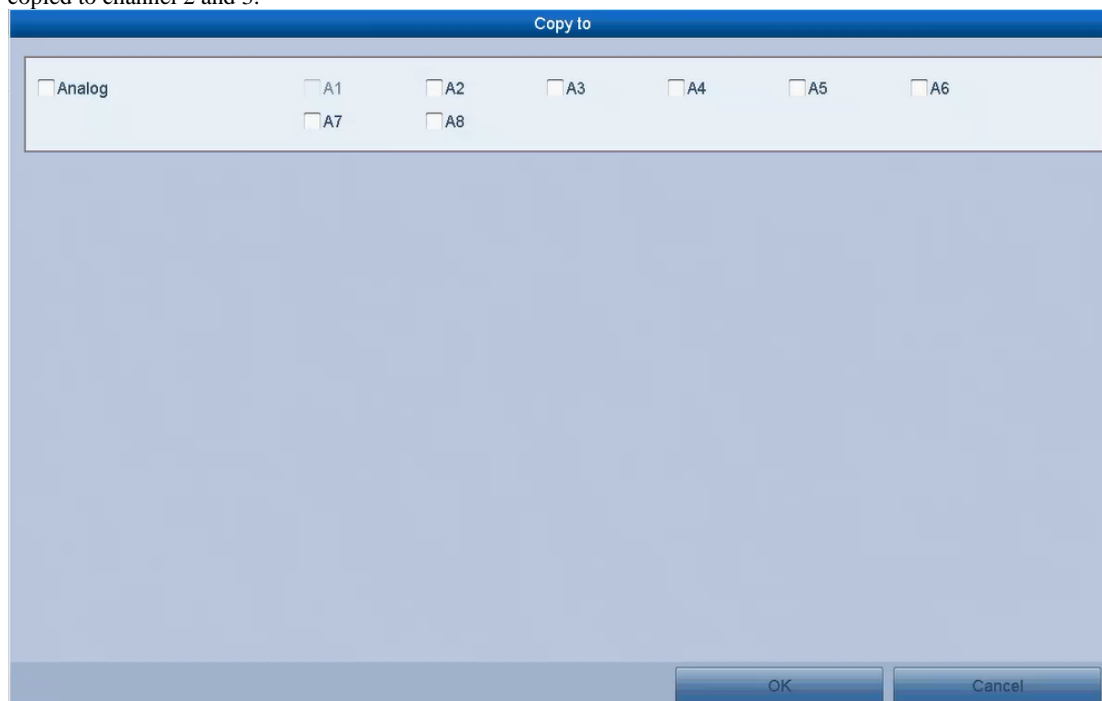 copied to channel 2 and 3.
Copy to
Analog A1 A2 A3 A4 A5 A6
A7 A8
OK Cancel